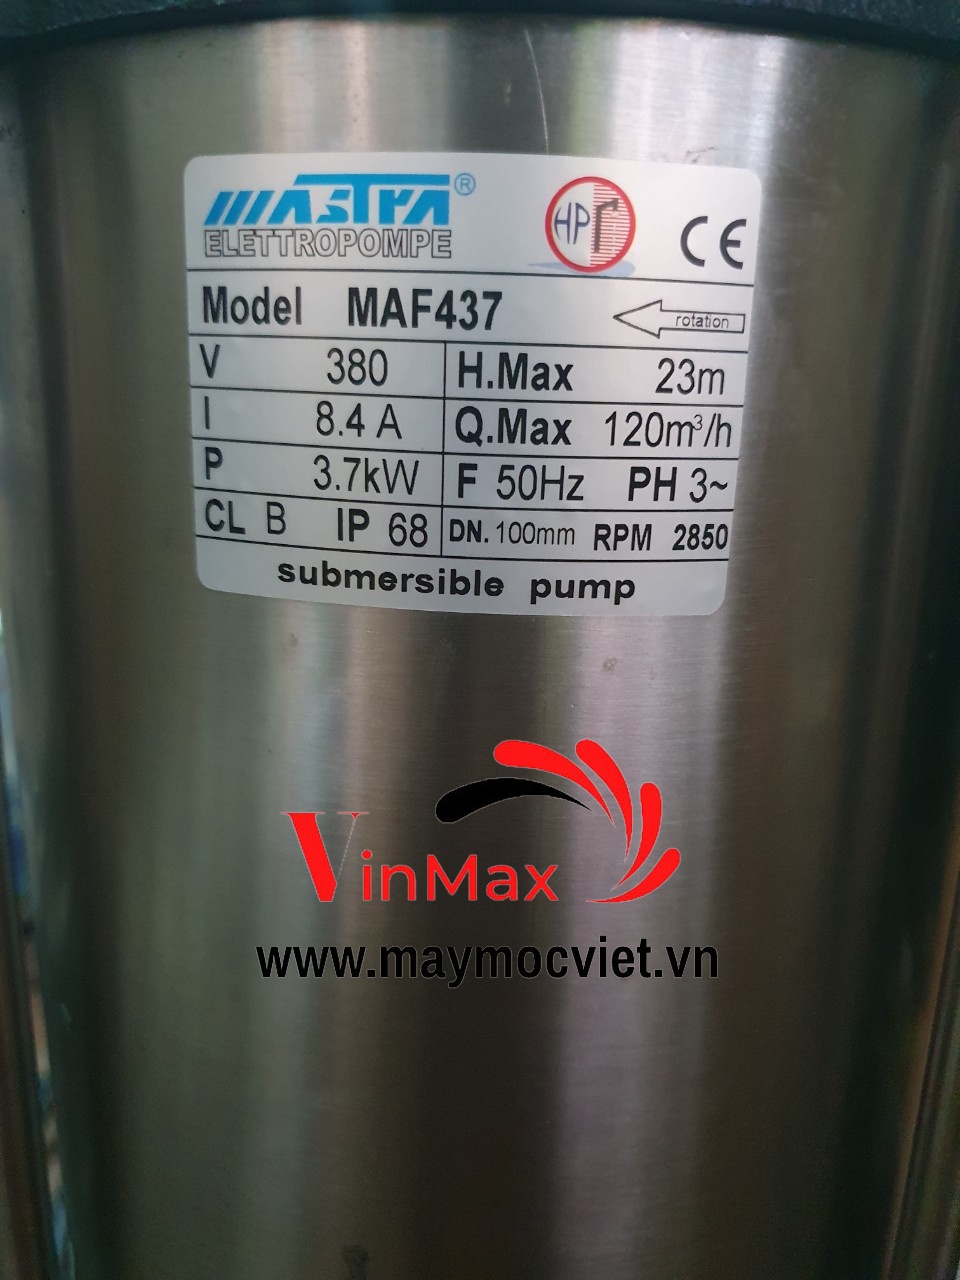 MASTRA®
ELETTROPOMPE
HP
CE
Model MAF437
rotation
V 380 H.Max 23m
I 8.4 A Q.Max 120m³/h
P 3.7kW F 50Hz PH 3~
CL B IP 68 DN. 100mm RPM 2850
submersible pump
VinMax
www.maymocviet.vn